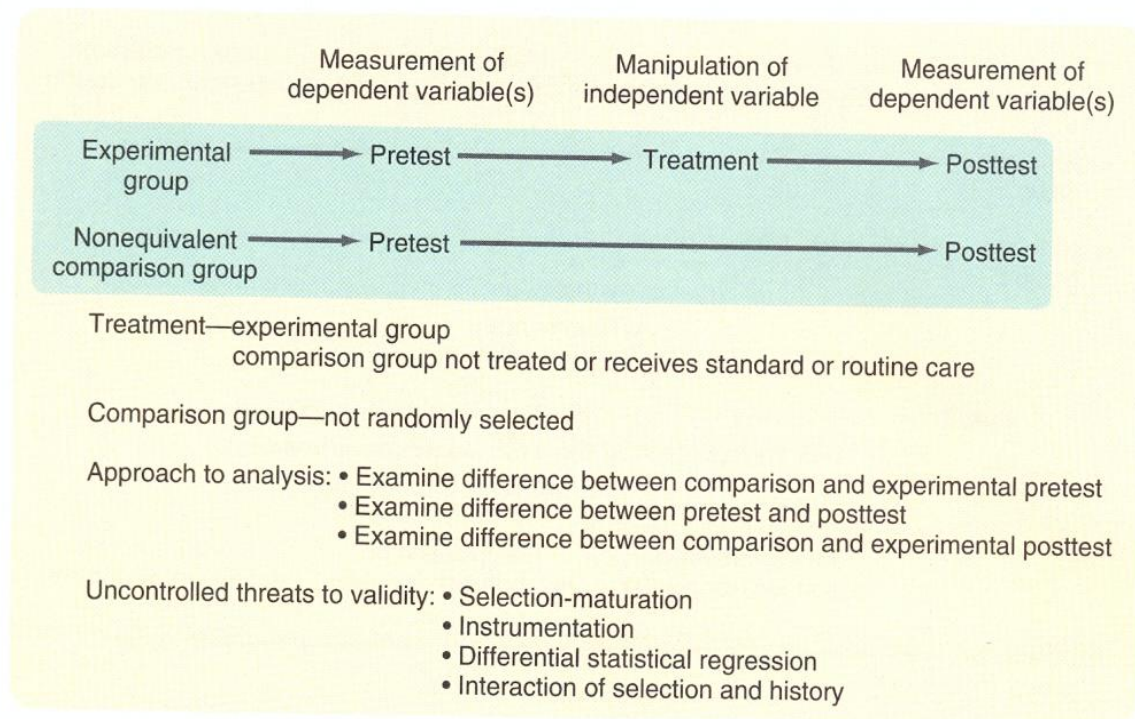 Measurement of
dependent variable(s)
Manipulation of
independent variable
Measurement of
dependent variable(s)
Experimental
group
Pretest
Treatment
Posttest
Nonequivalent
comparison group
Pretest
Posttest
Treatment—experimental group
comparison group not treated or receives standard or routine care
Comparison group—not randomly selected
Approach to analysis: • Examine difference between comparison and experimental pretest
• Examine difference between pretest and posttest
• Examine difference between comparison and experimental posttest
Uncontrolled threats to validity: • Selection-maturation
• Instrumentation
• Differential statistical regression
• Interaction of selection and history